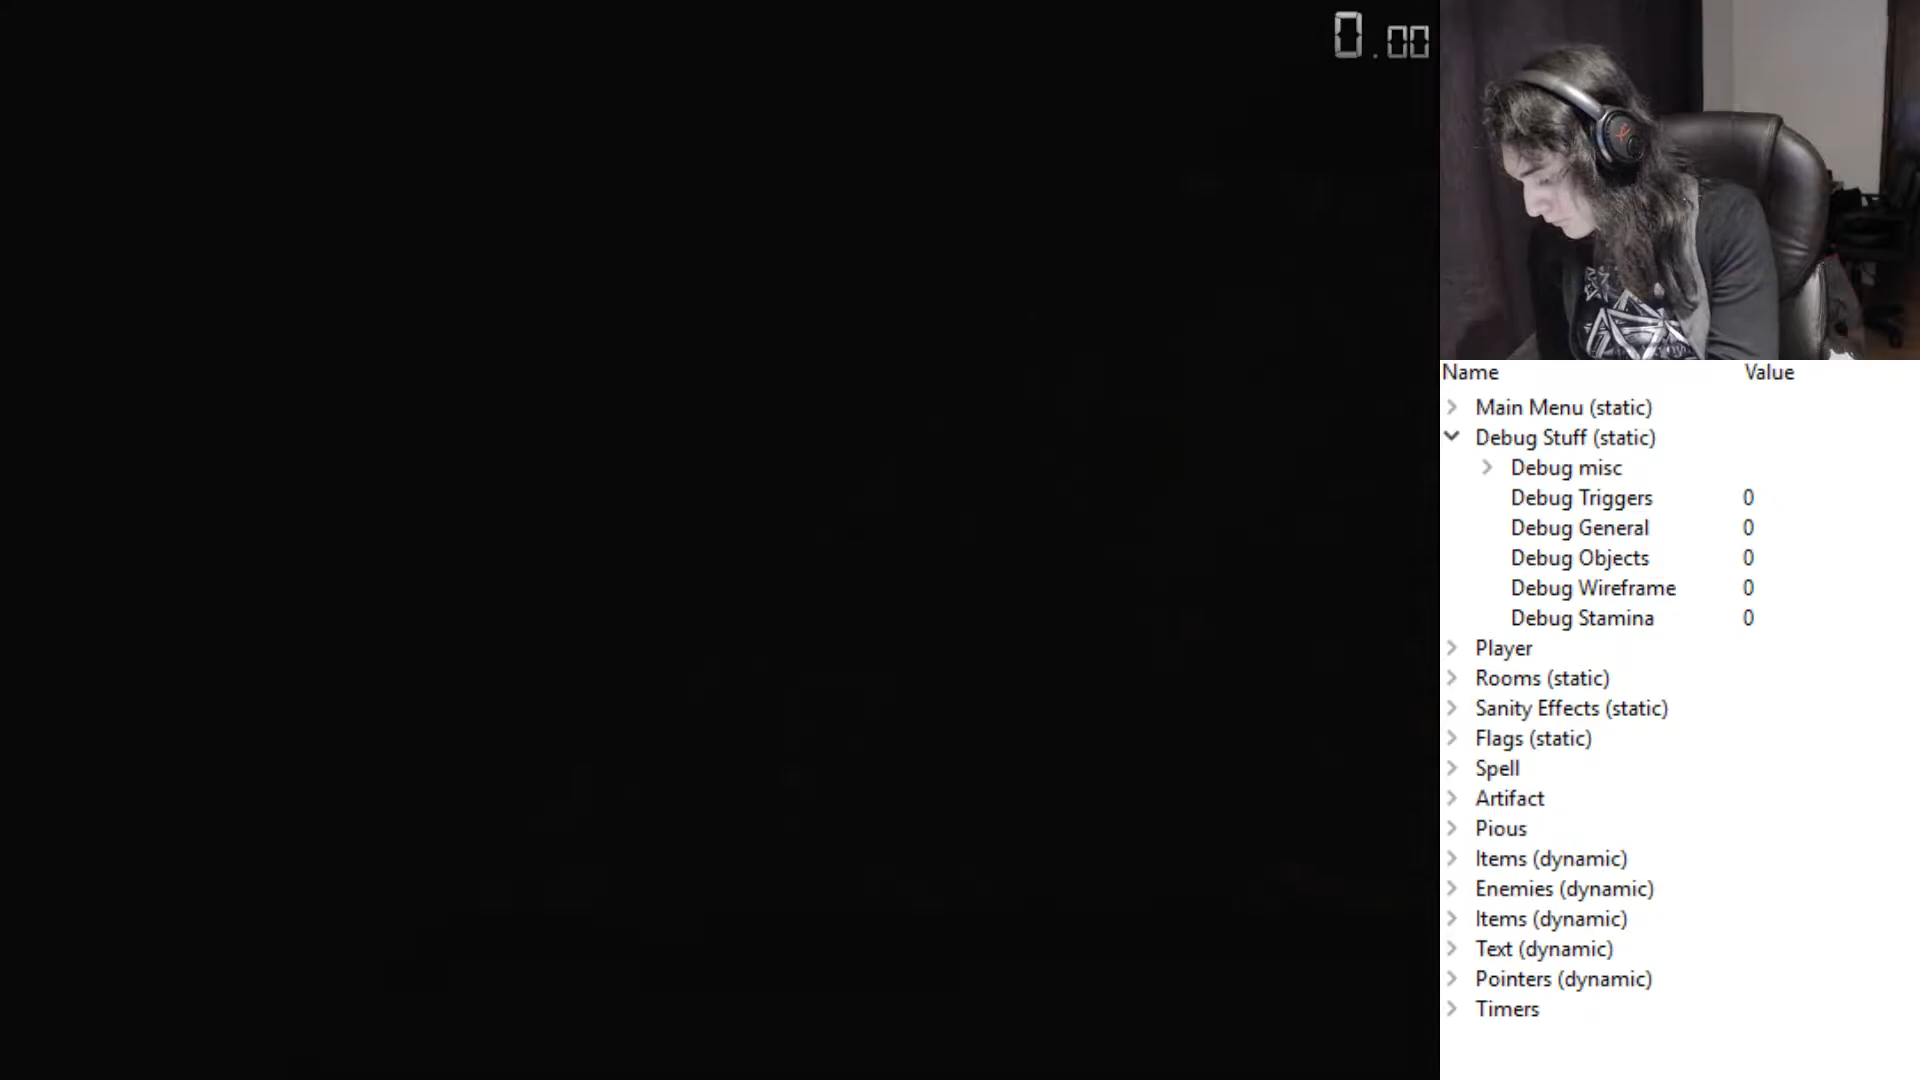 0.00
Name Value
Main Menu (static)
Debug Stuff (static)
Debug misc
Debug Triggers 0
Debug General 0
Debug Objects 0
Debug Wireframe 0
Debug Stamina 0
Player
Rooms (static)
Sanity Effects (static)
Flags (static)
Spell
Artifact
Pious
Items (dynamic)
Enemies (dynamic)
Items (dynamic)
Text (dynamic)
Pointers (dynamic)
Timers